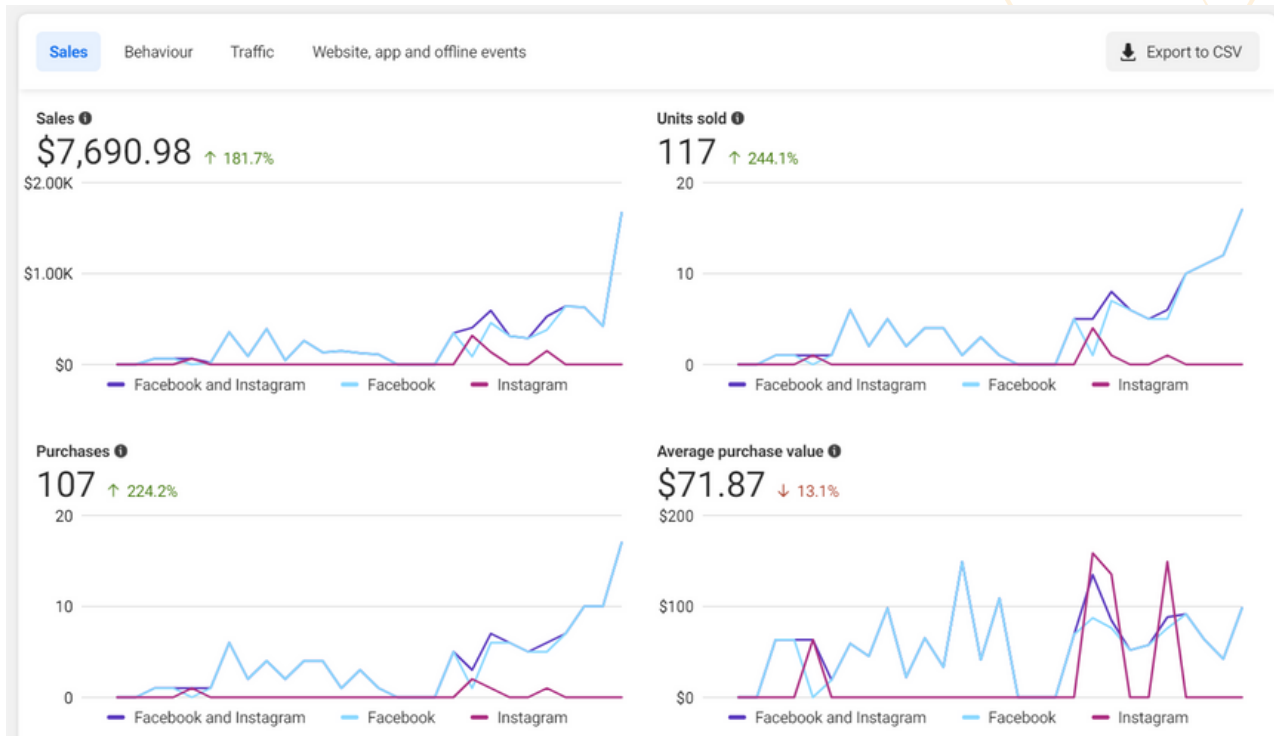 Sales Behaviour Traffic Website, app and offline events Export to CSV
Sales
$7,690.98 ↑ 181.7%
$2.00K
$1.00K
$0
Facebook and Instagram Facebook Instagram
Units sold
117 ↑ 244.1%
20
10
0
Facebook and Instagram Facebook Instagram
Purchases
107 ↑ 224.2%
20
10
0
Facebook and Instagram Facebook Instagram
Average purchase value
$71.87 ↓ 13.1%
$200
$100
$0
Facebook and Instagram Facebook Instagram